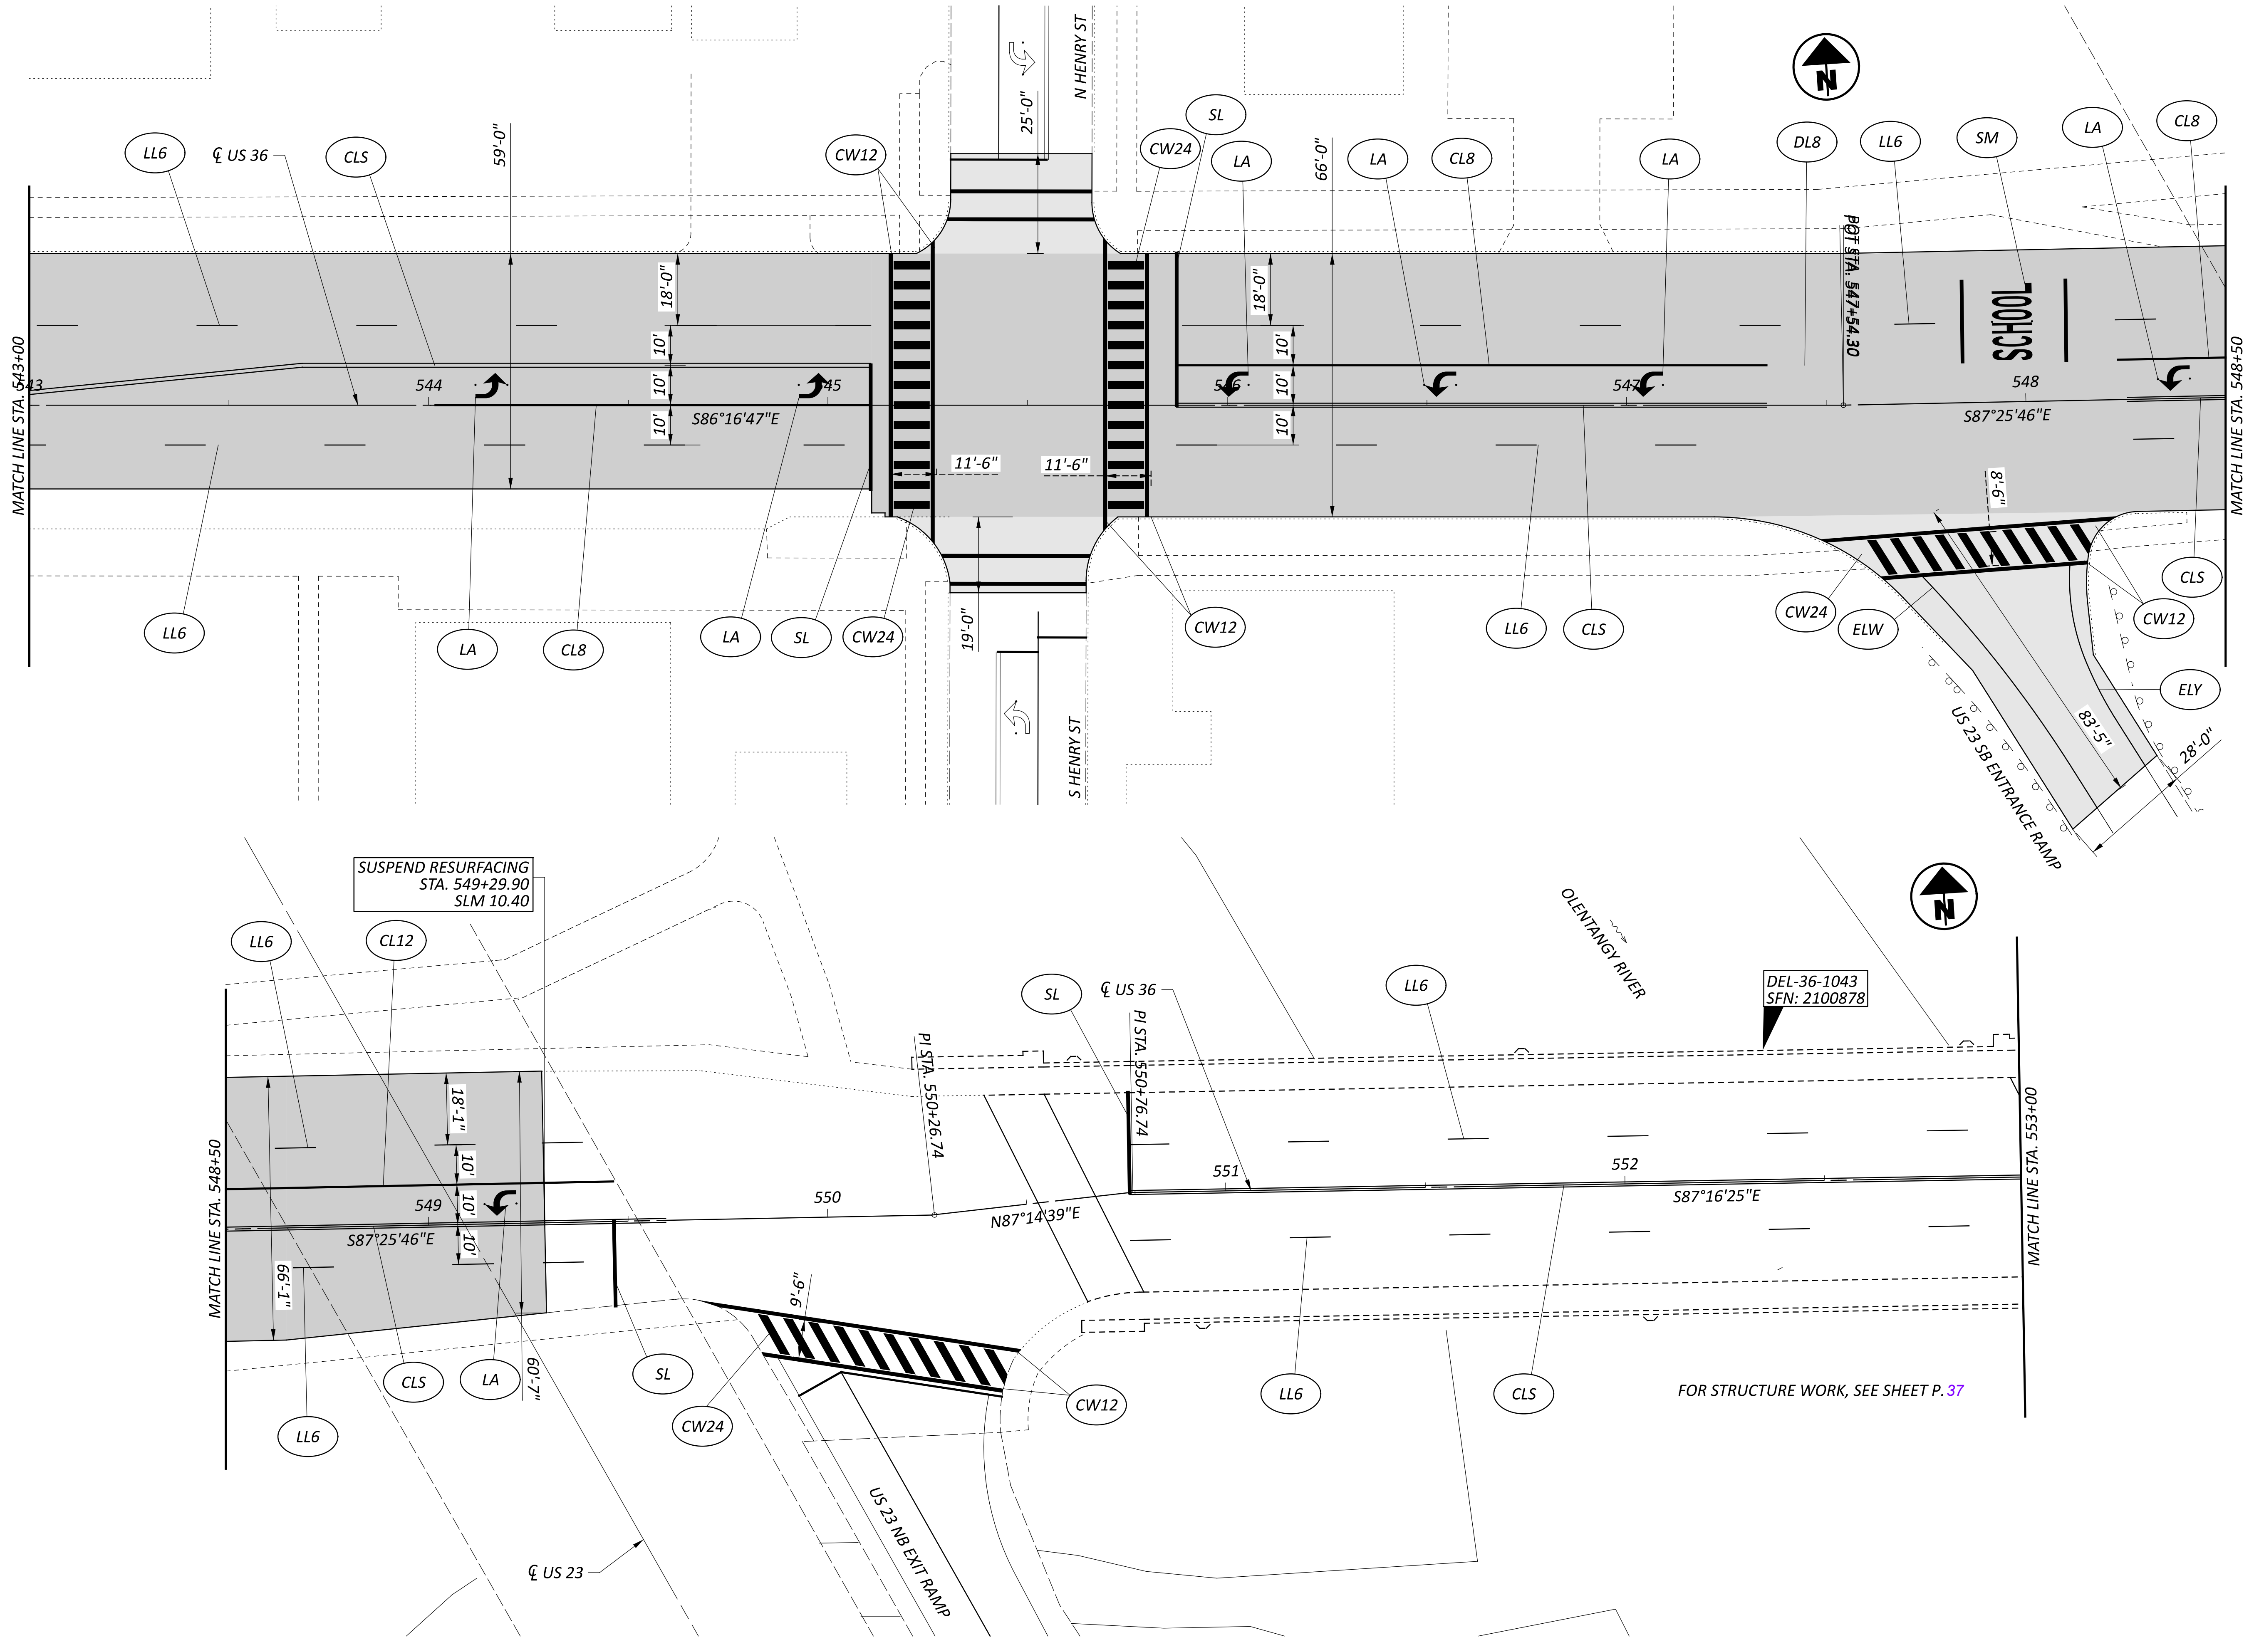 N HENRY ST
25'-0"
N
LL6
℄ US 36
CLS
59'-0"
CW12
SL
CW24
LA
66'-0"
LA
CL8
LA
DL8
LL6
SM
LA
CL8
POT STA. 547+54.30
18'-0"
10'
10'
10'
18'-0"
10'
10'
10'
SCHOOL
MATCH LINE STA. 543+00
543
544
545
546
547
548
S86°16'47"E
S87°25'46"E
MATCH LINE STA. 548+50
11'-6"
11'-6"
8'-6"
LL6
LA
CL8
LA
SL
CW24
19'-0"
CW12
LL6
CLS
CW24
ELW
CW12
CLS
ELY
S HENRY ST
83'-5"
28'-0"
US 23 SB ENTRANCE RAMP
SUSPEND RESURFACING
STA. 549+29.90
SLM 10.40
N
LL6
CL12
OLENTANGY RIVER
SL
℄ US 36
LL6
DEL-36-1043
SFN: 2100878
PI STA. 550+26.74
PI STA. 550+76.74
18'-1"
10'
10'
10'
MATCH LINE STA. 548+50
549
550
551
552
S87°25'46"E
N87°14'39"E
S87°16'25"E
MATCH LINE STA. 553+00
66'-1"
60'-7"
9'-6"
CLS
LA
SL
LL6
CW24
CW12
LL6
CLS
FOR STRUCTURE WORK, SEE SHEET P.37
US 23 NB EXIT RAMP
℄ US 23